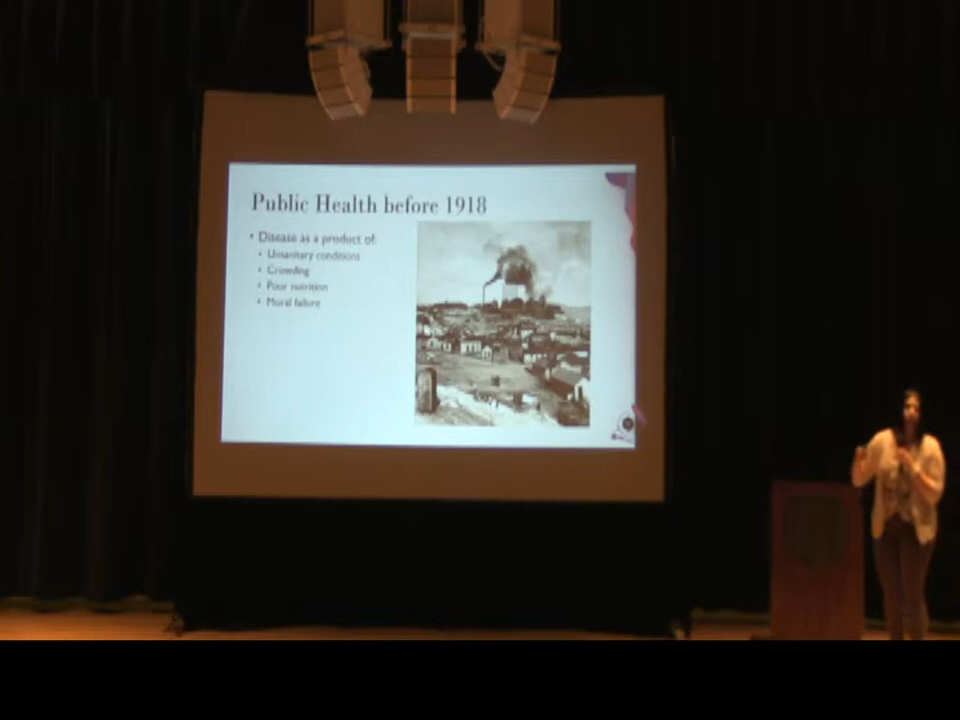 Public Health before 1918
• Disease as a product of:
• Unsanitary conditions
• Crowding
• Poor nutrition
• Moral failure